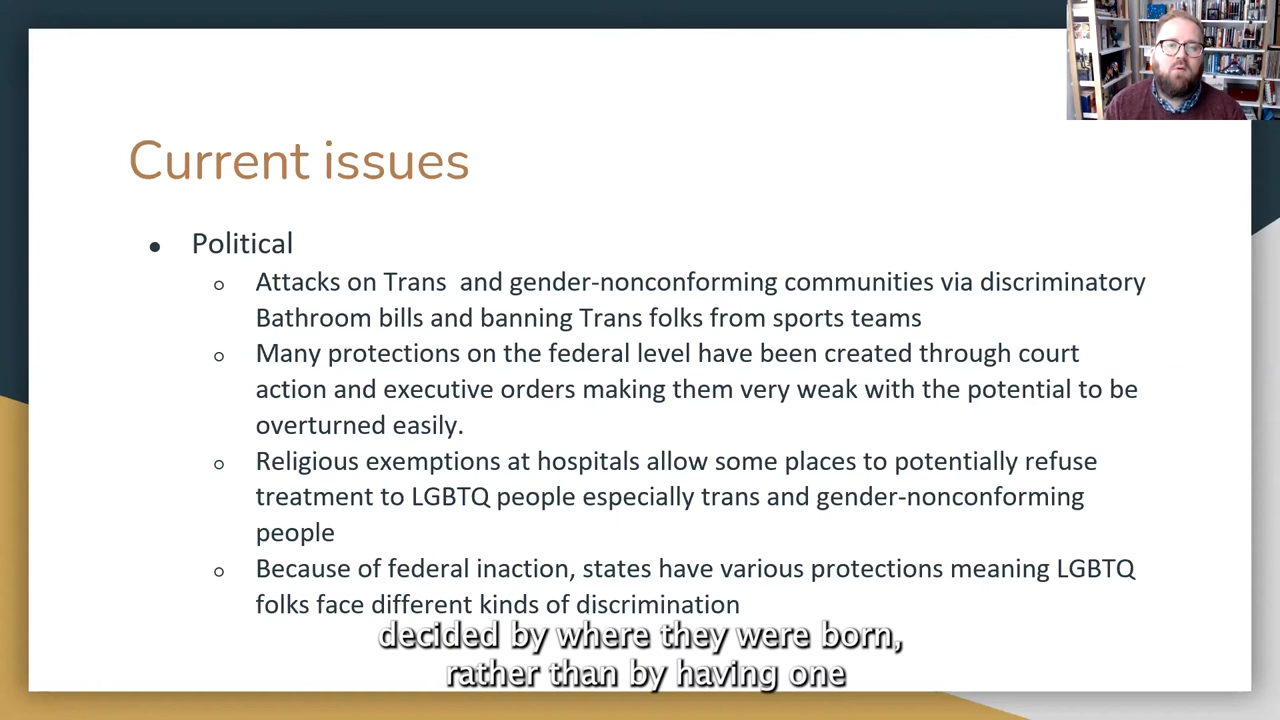 Current issues
● Political
○ Attacks on Trans  and gender-nonconforming communities via discriminatory
Bathroom bills and banning Trans folks from sports teams
○ Many protections on the federal level have been created through court
action and executive orders making them very weak with the potential to be
overturned easily.
○ Religious exemptions at hospitals allow some places to potentially refuse
treatment to LGBTQ people especially trans and gender-nonconforming
people
○ Because of federal inaction, states have various protections meaning LGBTQ
folks face different kinds of discrimination
decided by where they were born,
rather than by having one